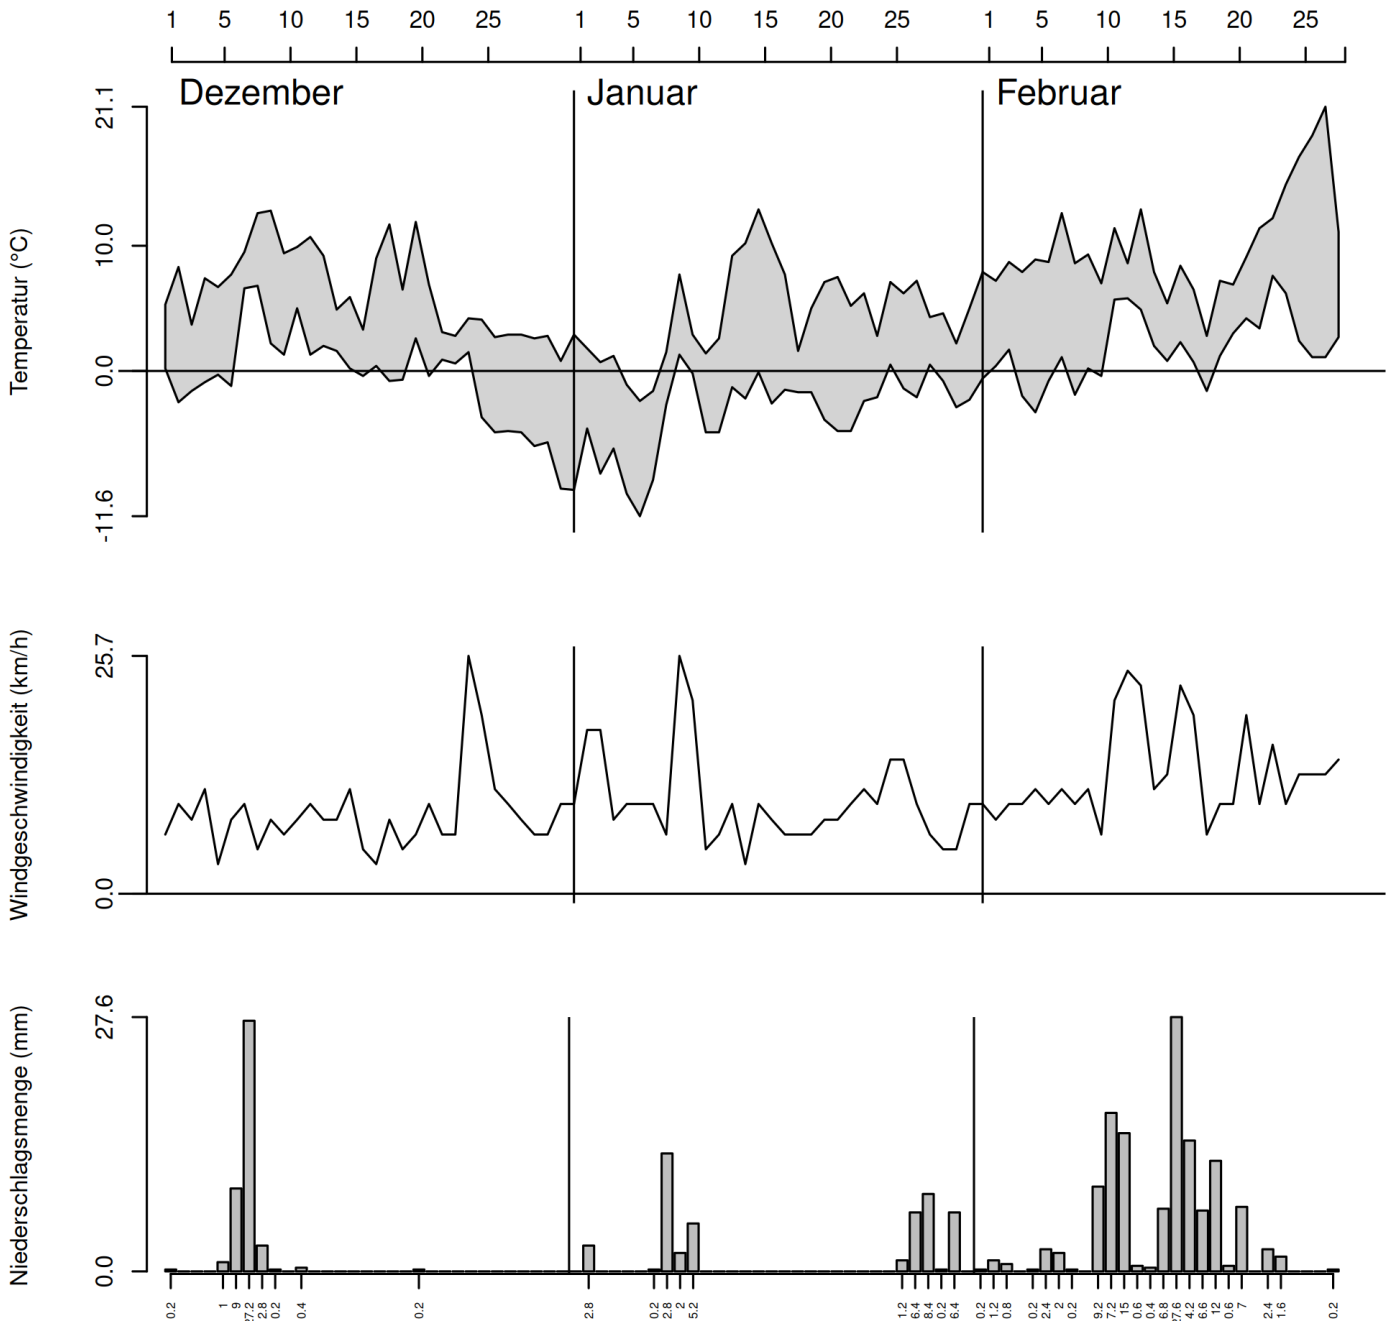 1 5 10 15 20 25 1 5 10 15 20 25 1 5 10 15 20 25
Dezember Januar Februar
Temperatur (°C)
21.1
10.0
0.0
-11.6
Windgeschwindigkeit (km/h)
25.7
0.0
Niederschlagsmenge (mm)
27.6
0.0
0.2 1 9 27.2 2.8 0.2 0.4 0.2 2.8 0.2 2.8 2 5.2 1.2 6.4 8.4 0.2 6.4 0.2 1.2 0.8 0.2 2.4 2 0.2 9.2 7.2 15 0.6 0.4 6.8 27.6 4.2 6.6 12 0.6 7 2.4 1.6 0.2